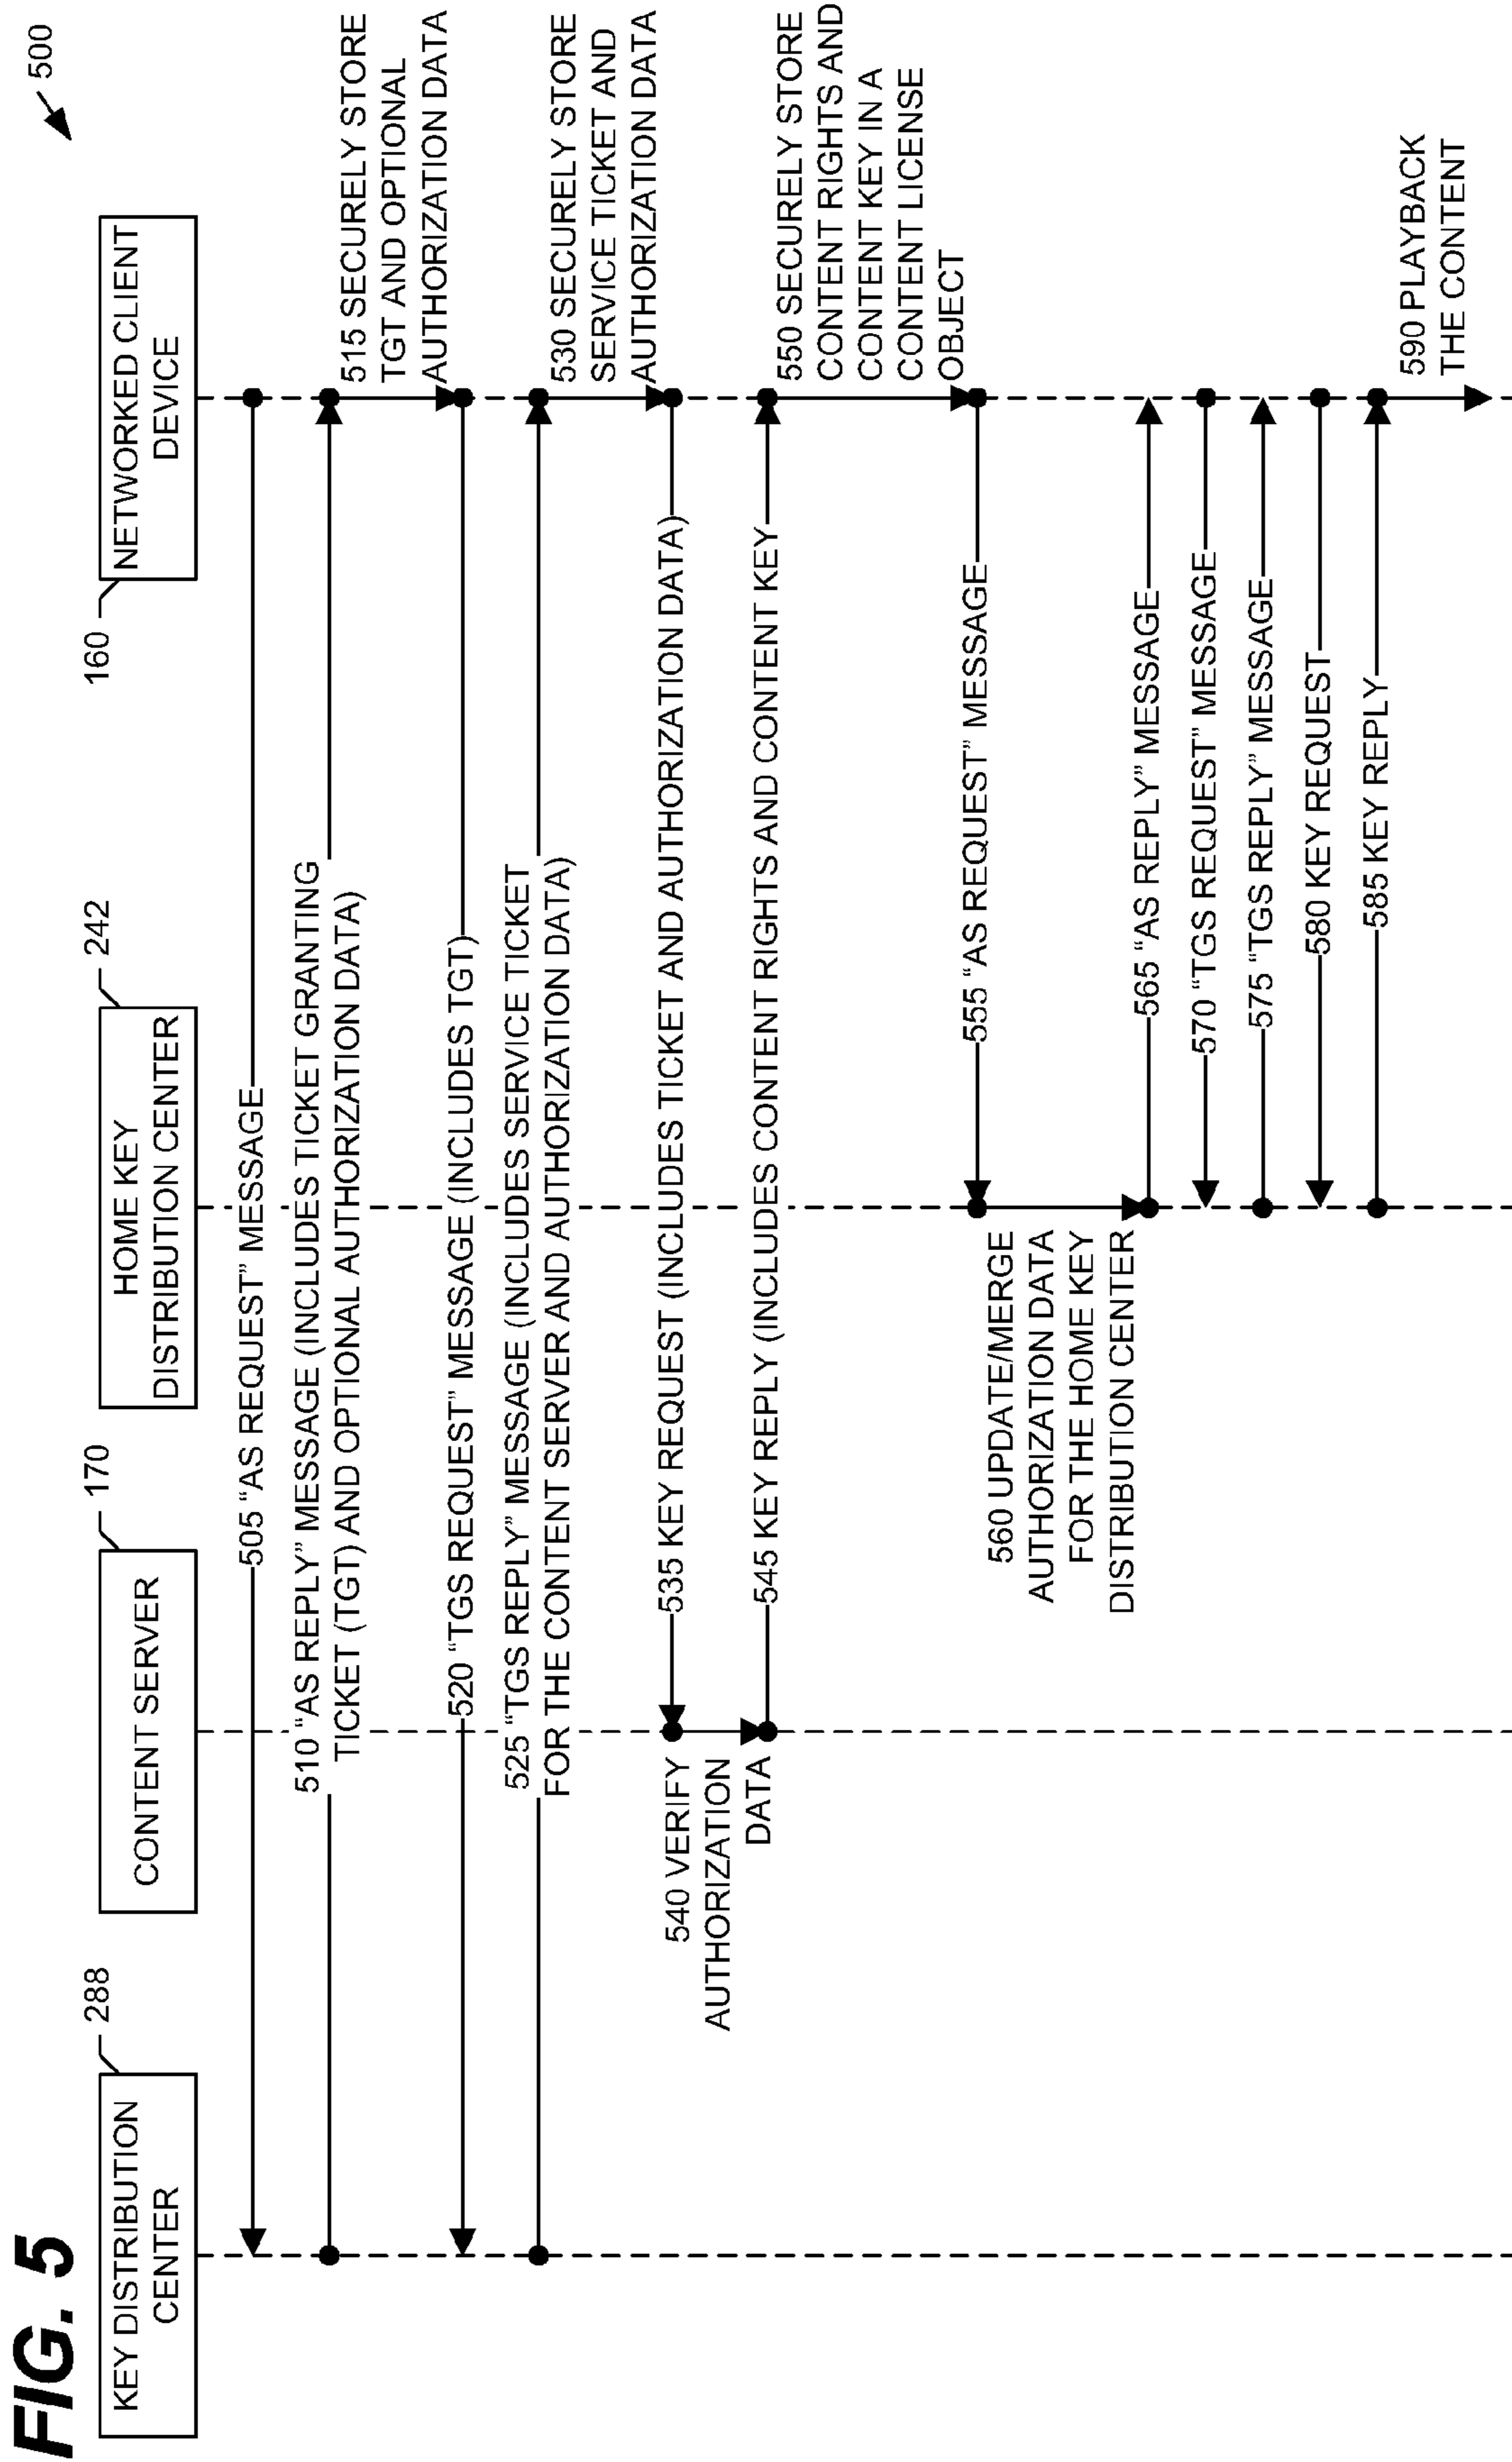 FIG. 5
500
288
170
242
160
KEY DISTRIBUTION
CENTER
CONTENT SERVER
HOME KEY
DISTRIBUTION CENTER
NETWORKED CLIENT
DEVICE
505 “AS REQUEST” MESSAGE
510 “AS REPLY” MESSAGE (INCLUDES TICKET GRANTING
TICKET (TGT) AND OPTIONAL AUTHORIZATION DATA)
515 SECURELY STORE
TGT AND OPTIONAL
AUTHORIZATION DATA
520 “TGS REQUEST” MESSAGE (INCLUDES TGT)
525 “TGS REPLY” MESSAGE (INCLUDES SERVICE TICKET
FOR THE CONTENT SERVER AND AUTHORIZATION DATA)
530 SECURELY STORE
SERVICE TICKET AND
AUTHORIZATION DATA
535 KEY REQUEST (INCLUDES TICKET AND AUTHORIZATION DATA)
540 VERIFY
AUTHORIZATION
DATA
545 KEY REPLY (INCLUDES CONTENT RIGHTS AND CONTENT KEY
550 SECURELY STORE
CONTENT RIGHTS AND
CONTENT KEY IN A
CONTENT LICENSE
OBJECT
555 “AS REQUEST” MESSAGE
560 UPDATE/MERGE
AUTHORIZATION DATA
FOR THE HOME KEY
DISTRIBUTION CENTER
565 “AS REPLY” MESSAGE
570 “TGS REQUEST” MESSAGE
575 “TGS REPLY” MESSAGE
580 KEY REQUEST
585 KEY REPLY
590 PLAYBACK
THE CONTENT